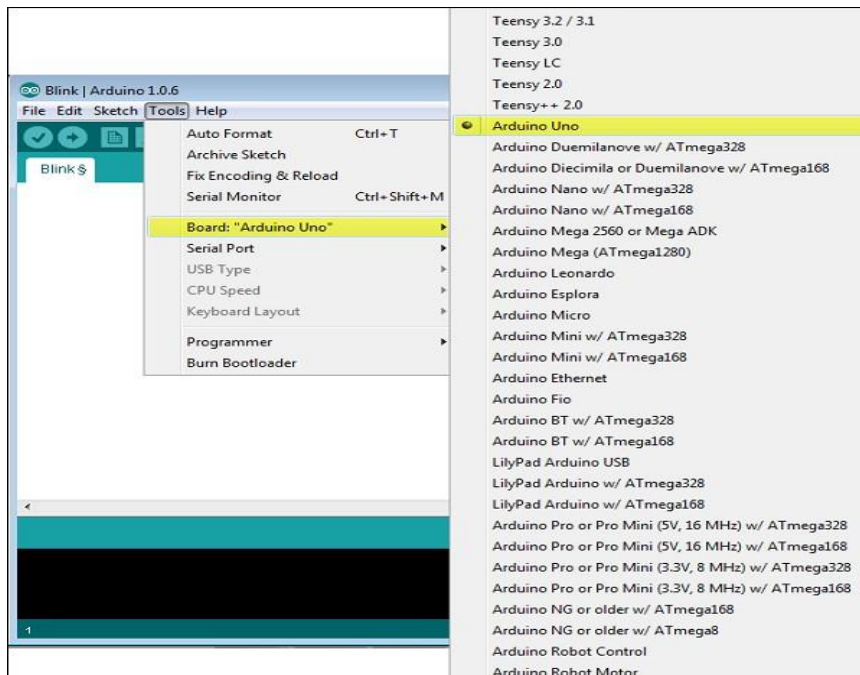 Blink | Arduino 1.0.6
File Edit Sketch Tools Help
Blink §
Auto Format Ctrl+T
Archive Sketch
Fix Encoding & Reload
Serial Monitor Ctrl+Shift+M
Board: "Arduino Uno"
Serial Port
USB Type
CPU Speed
Keyboard Layout
Programmer
Burn Bootloader
1
Teensy 3.2 / 3.1
Teensy 3.0
Teensy LC
Teensy 2.0
Teensy++ 2.0
Arduino Uno
Arduino Duemilanove w/ ATmega328
Arduino Diecimila or Duemilanove w/ ATmega168
Arduino Nano w/ ATmega328
Arduino Nano w/ ATmega168
Arduino Mega 2560 or Mega ADK
Arduino Mega (ATmega1280)
Arduino Leonardo
Arduino Esplora
Arduino Micro
Arduino Mini w/ ATmega328
Arduino Mini w/ ATmega168
Arduino Ethernet
Arduino Fio
Arduino BT w/ ATmega328
Arduino BT w/ ATmega168
LilyPad Arduino USB
LilyPad Arduino w/ ATmega328
LilyPad Arduino w/ ATmega168
Arduino Pro or Pro Mini (5V, 16 MHz) w/ ATmega328
Arduino Pro or Pro Mini (5V, 16 MHz) w/ ATmega168
Arduino Pro or Pro Mini (3.3V, 8 MHz) w/ ATmega328
Arduino Pro or Pro Mini (3.3V, 8 MHz) w/ ATmega168
Arduino NG or older w/ ATmega168
Arduino NG or older w/ ATmega8
Arduino Robot Control
Arduino Robot Motor